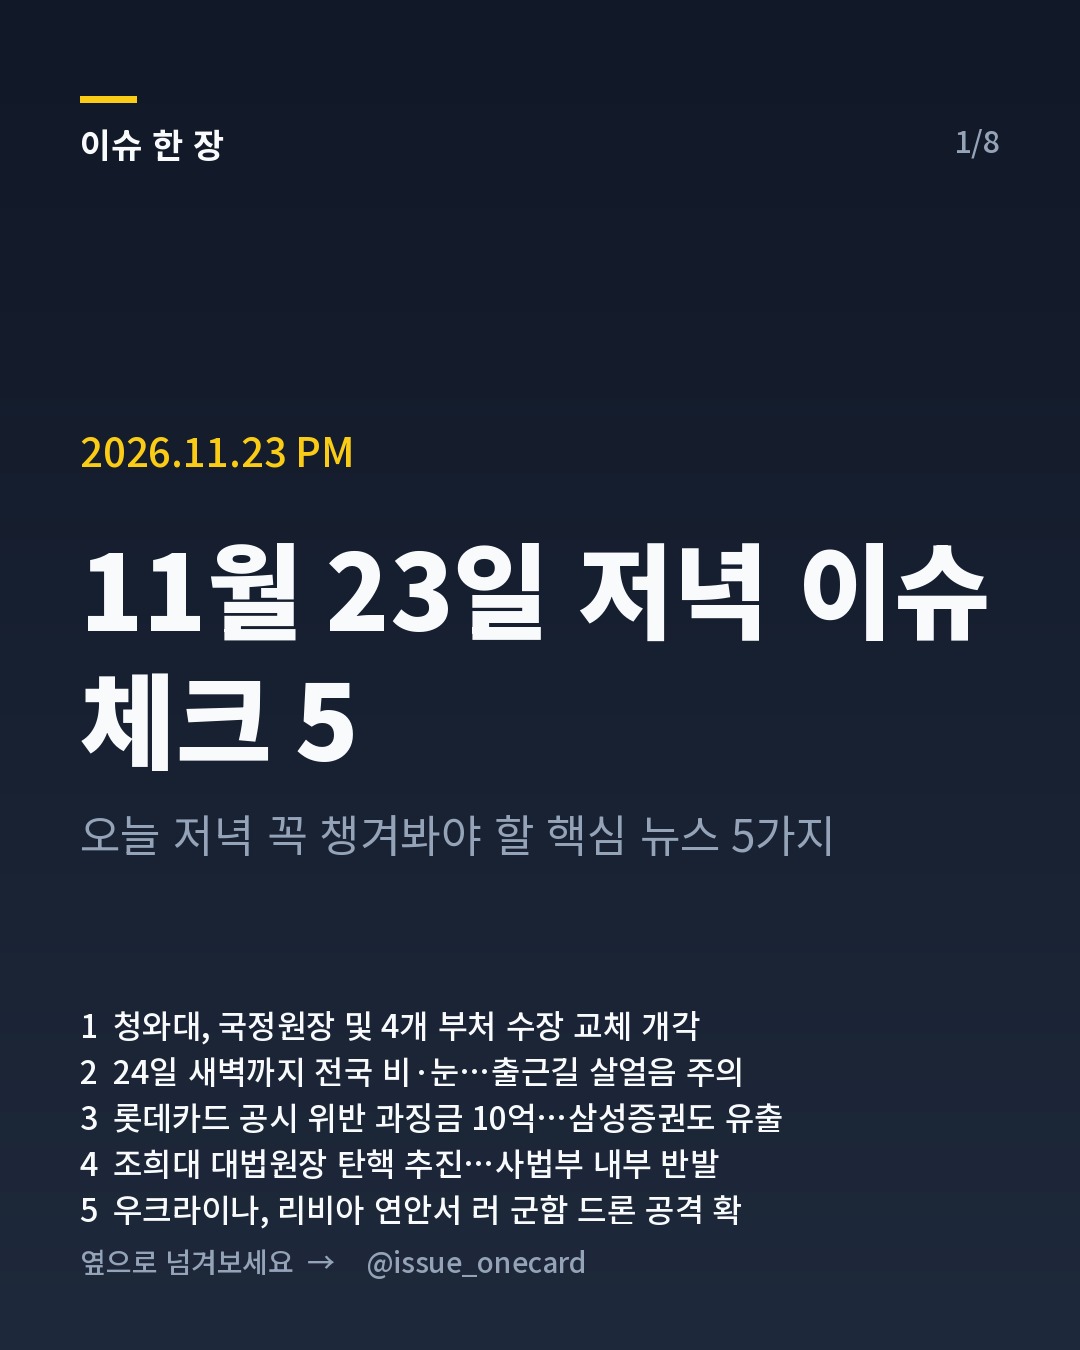 이슈 한 장
1/8
2026.11.23 PM
11월 23일 저녁 이슈
체크 5
오늘 저녁 꼭 챙겨봐야 할 핵심 뉴스 5가지
1 청와대, 국정원장 및 4개 부처 수장 교체 개각
2 24일 새벽까지 전국 비·눈…출근길 살얼음 주의
3 롯데카드 공시 위반 과징금 10억…삼성증권도 유출
4 조희대 대법원장 탄핵 추진…사법부 내부 반발
5 우크라이나, 리비아 연안서 러 군함 드론 공격 확
옆으로 넘겨보세요 → @issue_onecard